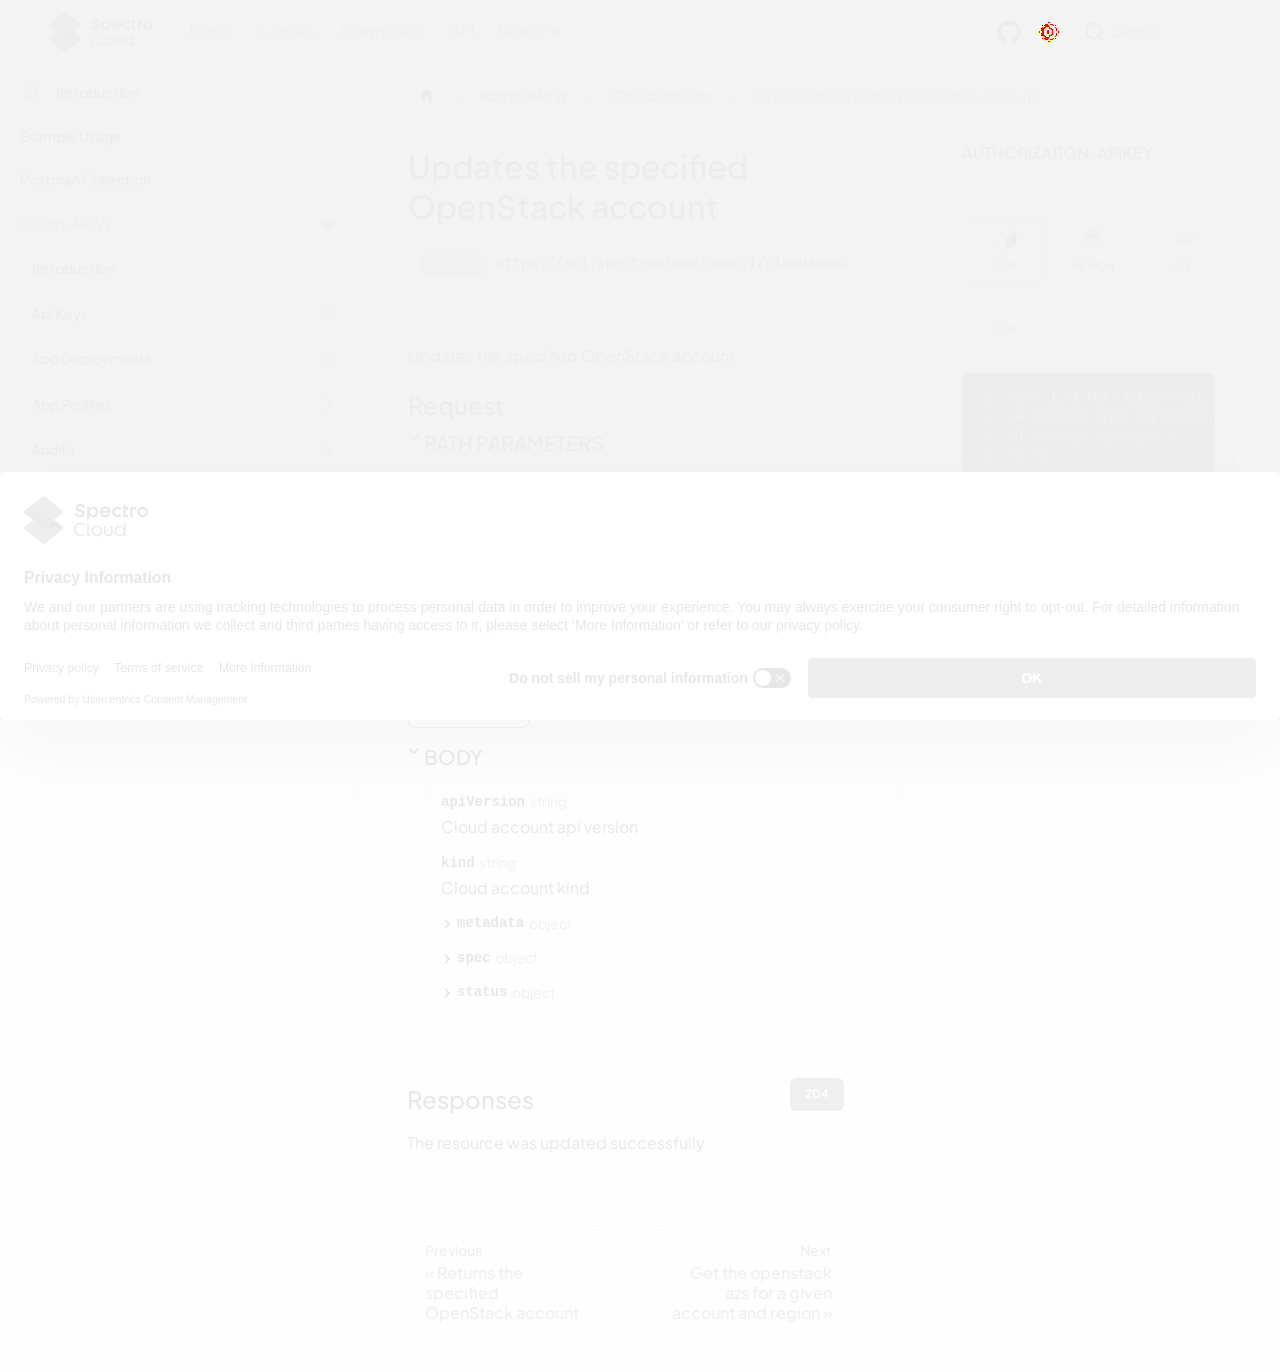 Spectro Cloud
Docs Tutorials Downloads API latest
Search
Introduction
Example Usage
Postman Collection
Palette API V1
Introduction
Api Keys
App Deployments
App Profiles
Audits
Palette API V1 Cloudaccounts Updates the specified OpenStack account
Updates the specified
OpenStack account
https://api.spectrocloud.com/v1/cloudaccou
Updates the specified OpenStack account
Request
PATH PARAMETERS
AUTHORIZATION: APIKEY
CURL PYTHON GO
CURL
PUT
Spectro
Cloud
Privacy Information
We and our partners are using tracking technologies to process personal data in order to improve your experience. You may always exercise your consumer right to opt-out. For detailed information
about personal information we collect and third parties having access to it, please select ‘More Information’ or refer to our privacy policy.
Privacy policy Terms of service More Information
Powered by Usercentrics Consent Management
Do not sell my personal information
OK
BODY
apiVersion string
Cloud account api version
kind string
Cloud account kind
metadata object
spec object
status object
Responses
204
The resource was updated successfully
Previous
« Returns the
specified
OpenStack account
Next
Get the openstack
azs for a given
account and region »